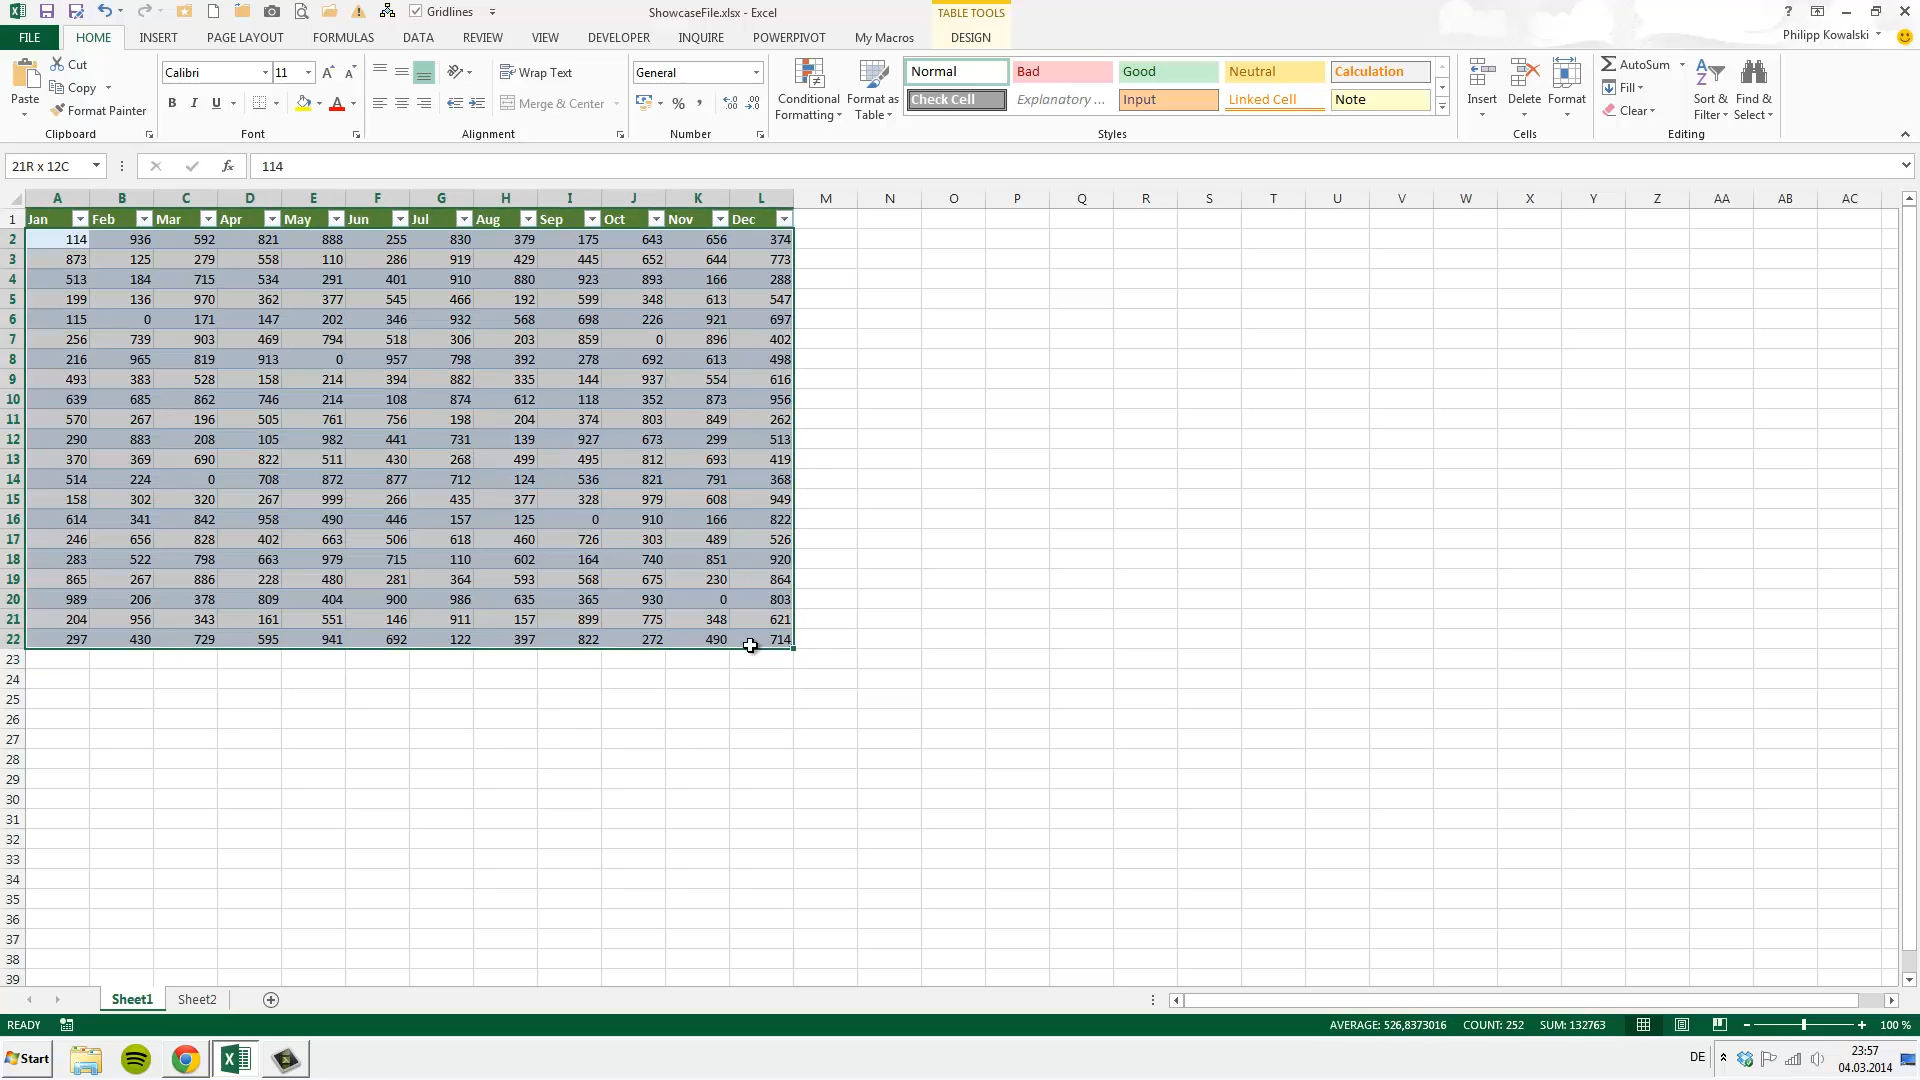 Gridlines
ShowcaseFile.xlsx - Excel
TABLE TOOLS
?
FILE HOME INSERT PAGE LAYOUT FORMULAS DATA REVIEW VIEW DEVELOPER INQUIRE POWERPIVOT My Macros DESIGN
Philipp Kowalski
Paste
Cut
Copy
Format Painter
Clipboard
Calibri 11
B I U
Font
Wrap Text
Merge & Center
Alignment
General
%
Number
Conditional Formatting
Format as Table
Normal Bad Good Neutral Calculation
Check Cell Explanatory ... Input Linked Cell Note
Styles
Insert Delete Format
Cells
AutoSum
Fill
Clear
Sort & Filter
Find & Select
Editing
21R x 12C fx 114
A B C D E F G H I J K L M N O P Q R S T U V W X Y Z AA AB AC
1 Jan Feb Mar Apr May Jun Jul Aug Sep Oct Nov Dec
2 114 936 592 821 888 255 830 379 175 643 656 374
3 873 125 279 558 110 286 919 429 445 652 644 773
4 513 184 715 534 291 401 910 880 923 893 166 288
5 199 136 970 362 377 545 466 192 599 348 613 547
6 115 0 171 147 202 346 932 568 698 226 921 697
7 256 739 903 469 794 518 306 203 859 0 896 402
8 216 965 819 913 0 957 798 392 278 692 613 498
9 493 383 528 158 214 394 882 335 144 937 554 616
10 639 685 862 746 214 108 874 612 118 352 873 956
11 570 267 196 505 761 756 198 204 374 803 849 262
12 290 883 208 105 982 441 731 139 927 673 299 513
13 370 369 690 822 511 430 268 499 495 812 693 419
14 514 224 0 708 872 877 712 124 536 821 791 368
15 158 302 320 267 999 266 435 377 328 979 608 949
16 614 341 842 958 490 446 157 125 0 910 166 822
17 246 656 828 402 663 506 618 460 726 303 489 526
18 283 522 798 663 979 715 110 602 164 740 851 920
19 865 267 886 228 480 281 364 593 568 675 230 864
20 989 206 378 809 404 900 986 635 365 930 0 803
21 204 956 343 161 551 146 911 157 899 775 348 621
22 297 430 729 595 941 692 122 397 822 272 490 714
23
24
25
26
27
28
29
30
31
32
33
34
35
36
37
38
39
Sheet1 Sheet2
READY
AVERAGE: 526,8373016 COUNT: 252 SUM: 132763
100 %
Start
DE
23:57
04.03.2014